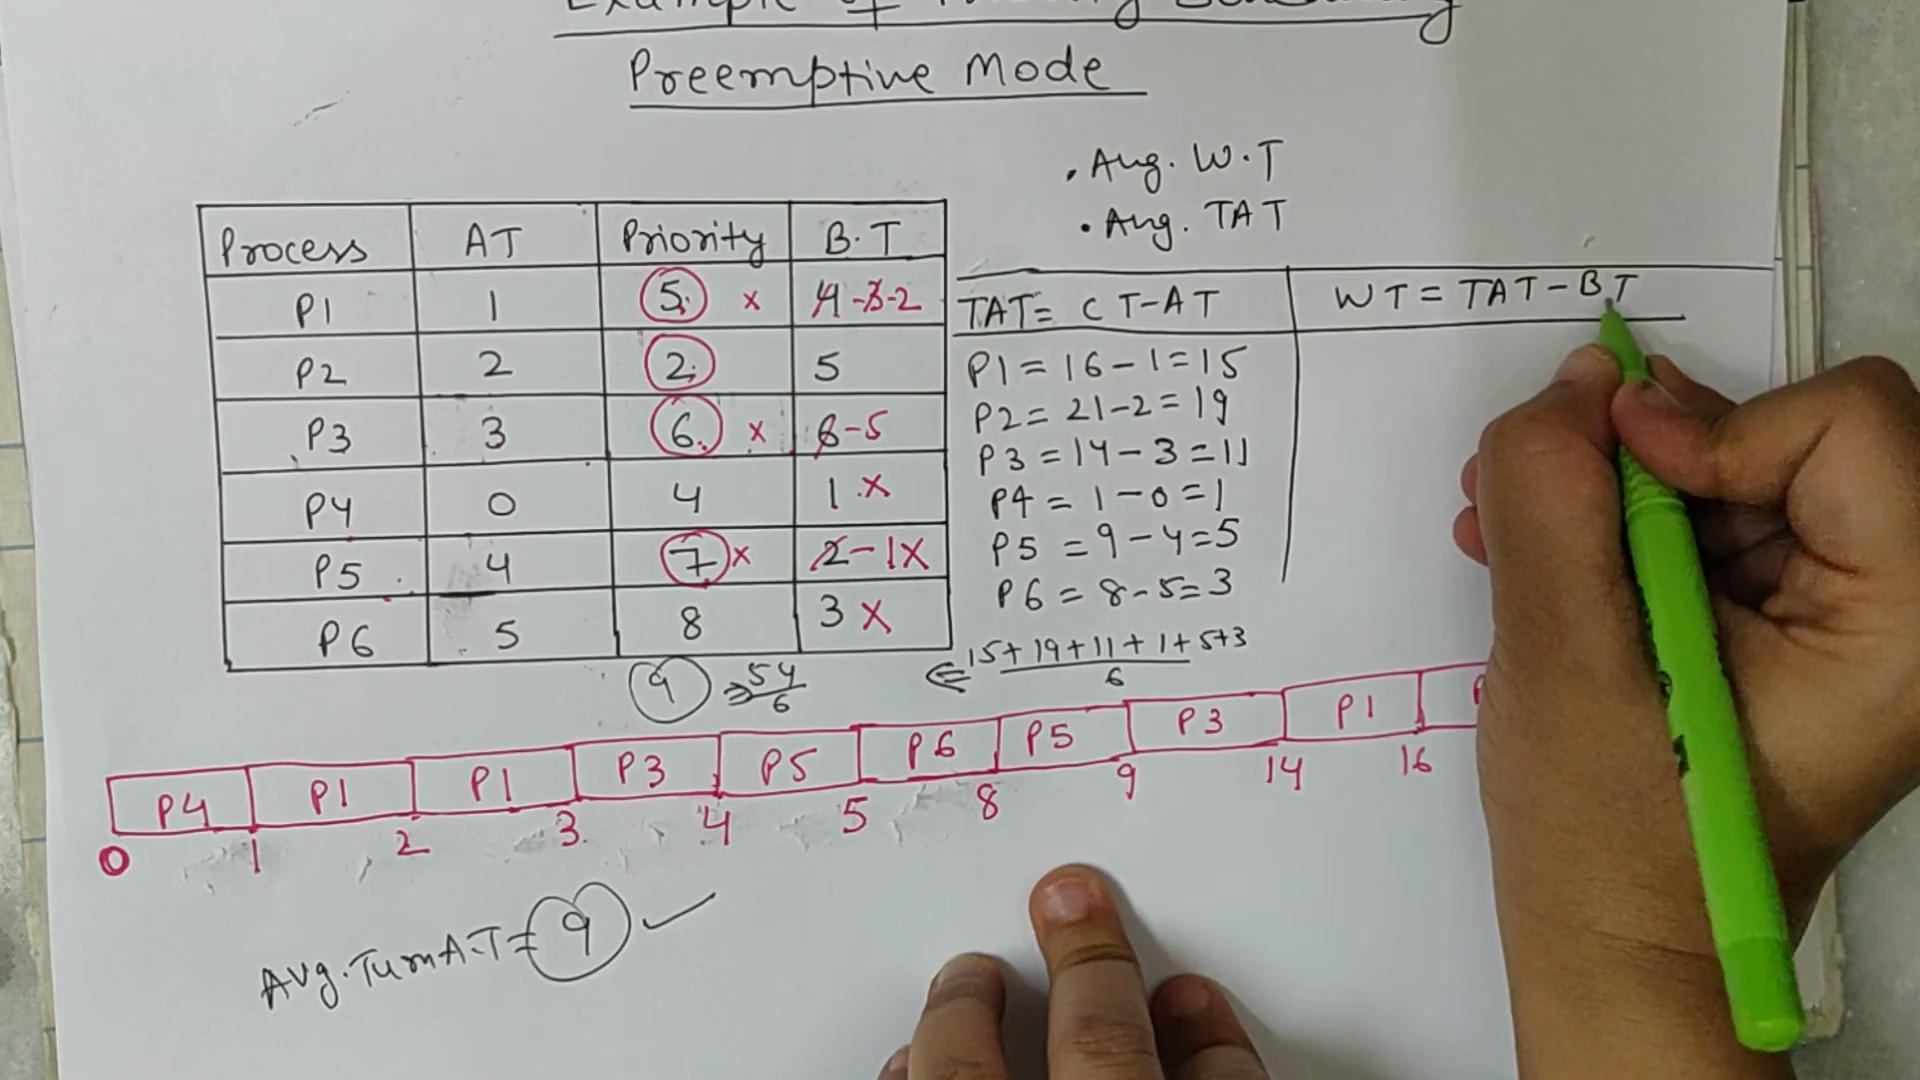 Example of Priority Scheduling
Preemptive Mode
. Avg. W.T
. Avg. TAT
Process AT Priority B.T
P1 1 5 x 4-3-2
P2 2 2 5
P3 3 6 x 6-5
P4 0 4 1 x
P5 4 7 x 2-1x
P6 5 8 3 x
TAT= CT-AT
P1 = 16-1=15
P2= 21-2=19
P3 =14-3=11
P4 = 1-0=1
P5 =9-4=5
P6 = 8-5=3
WT = TAT-BT
9 ⇒ 54/6 ⇐ 15+19+11+1+5+3/6
P4 P1 P1 P3 P5 P6 P5 P3 P1
0 1 2 3 4 5 8 9 14 16
Avg. Turn A.T = 9 ✓